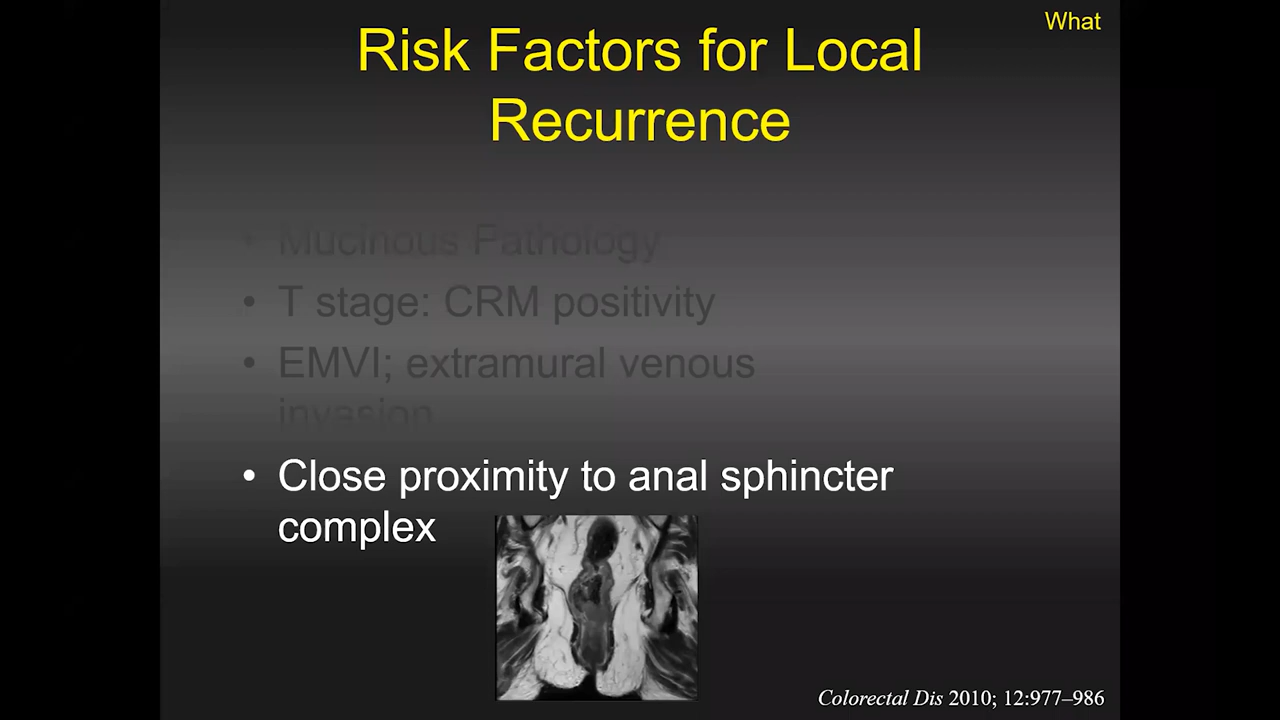 What
Risk Factors for Local
Recurrence
• Mucinous Pathology
• T stage: CRM positivity
• EMVI; extramural venous
invasion
• Close proximity to anal sphincter
complex
Colorectal Dis 2010; 12:977–986